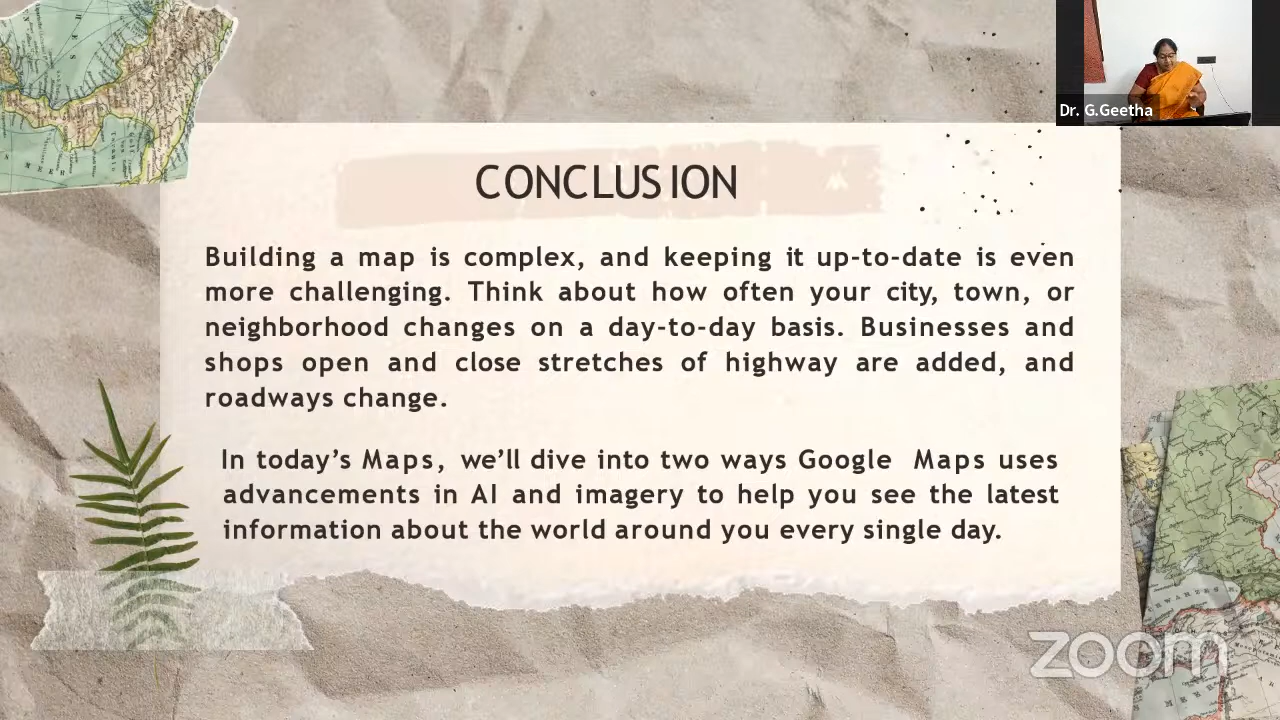 Dr. G.Geetha
CONCLUSION
Building a map is complex, and keeping it up-to-date is even
more challenging. Think about how often your city, town, or
neighborhood changes on a day-to-day basis. Businesses and
shops open and close stretches of highway are added, and
roadways change.
In today's Maps, we'll dive into two ways Google Maps uses
advancements in AI and imagery to help you see the latest
information about the world around you every single day.
zoom